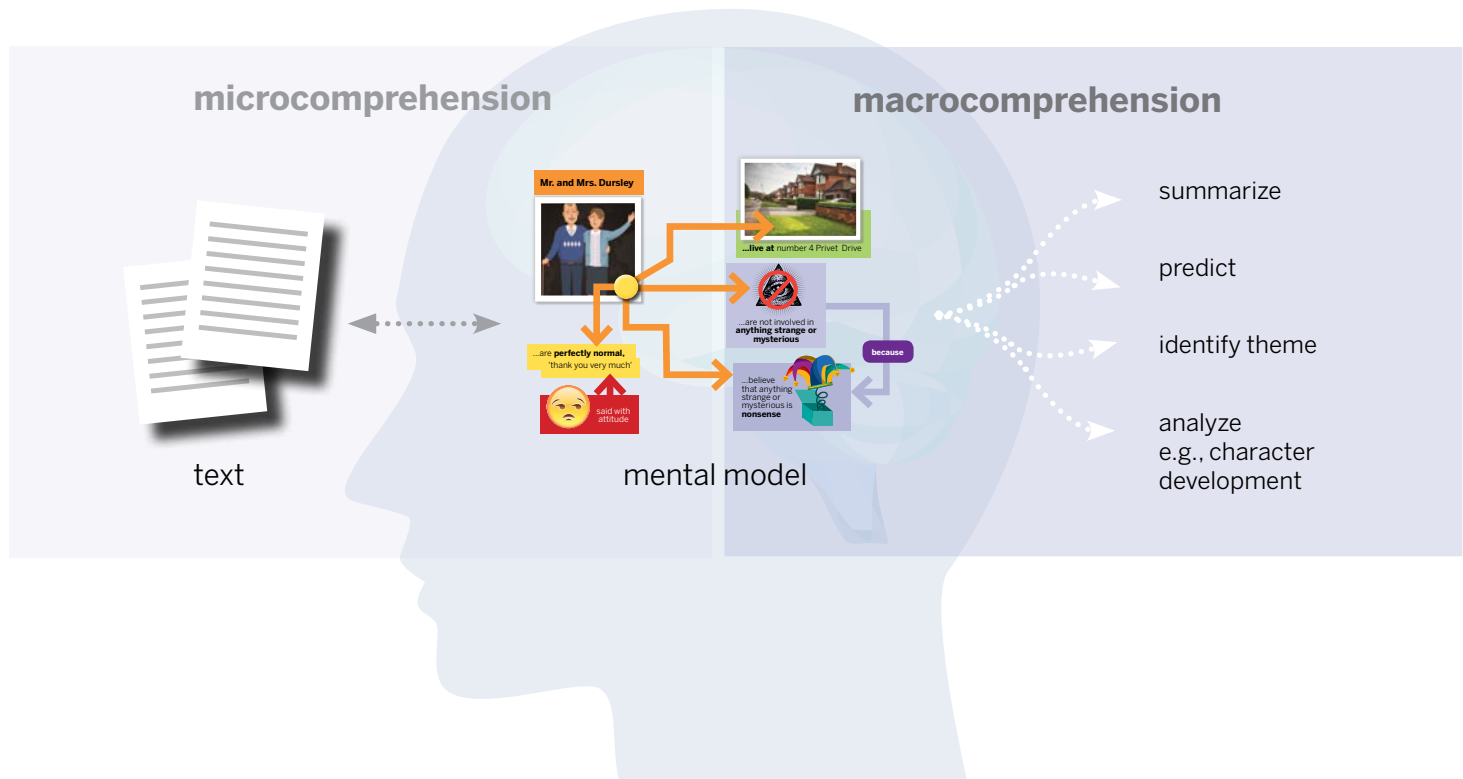 microcomprehension
macrocomprehension
Mr. and Mrs. Dursley
...live at number 4 Privet Drive
...are not involved in
anything strange or
mysterious
because
...are perfectly normal,
'thank you very much'
said with
attitude
...believe
that anything
strange or
mysterious is
nonsense
text
mental model
summarize
predict
identify theme
analyze
e.g., character
development